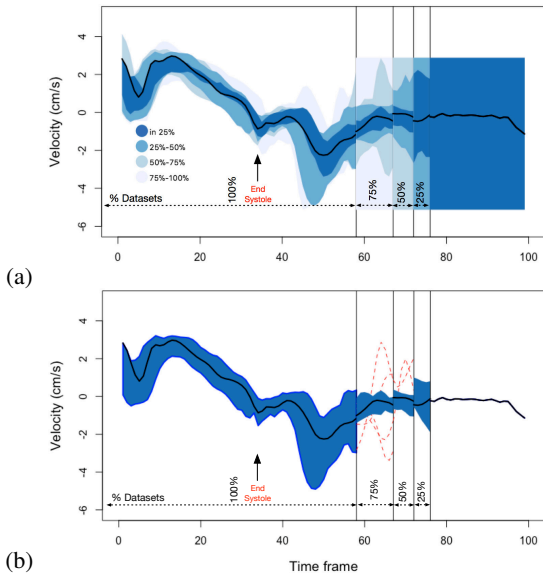 4
2
0
-2
-4
-6
Velocity (cm/s)
in 25%
25%-50%
50%-75%
75%-100%
End
Systole
% Datasets
100%
75%
50%
25%
0
20
40
60
80
100
(a)
4
2
0
-2
-4
-6
Velocity (cm/s)
End
Systole
% Datasets
100%
75%
50%
25%
0
20
40
60
80
100
Time frame
(b)